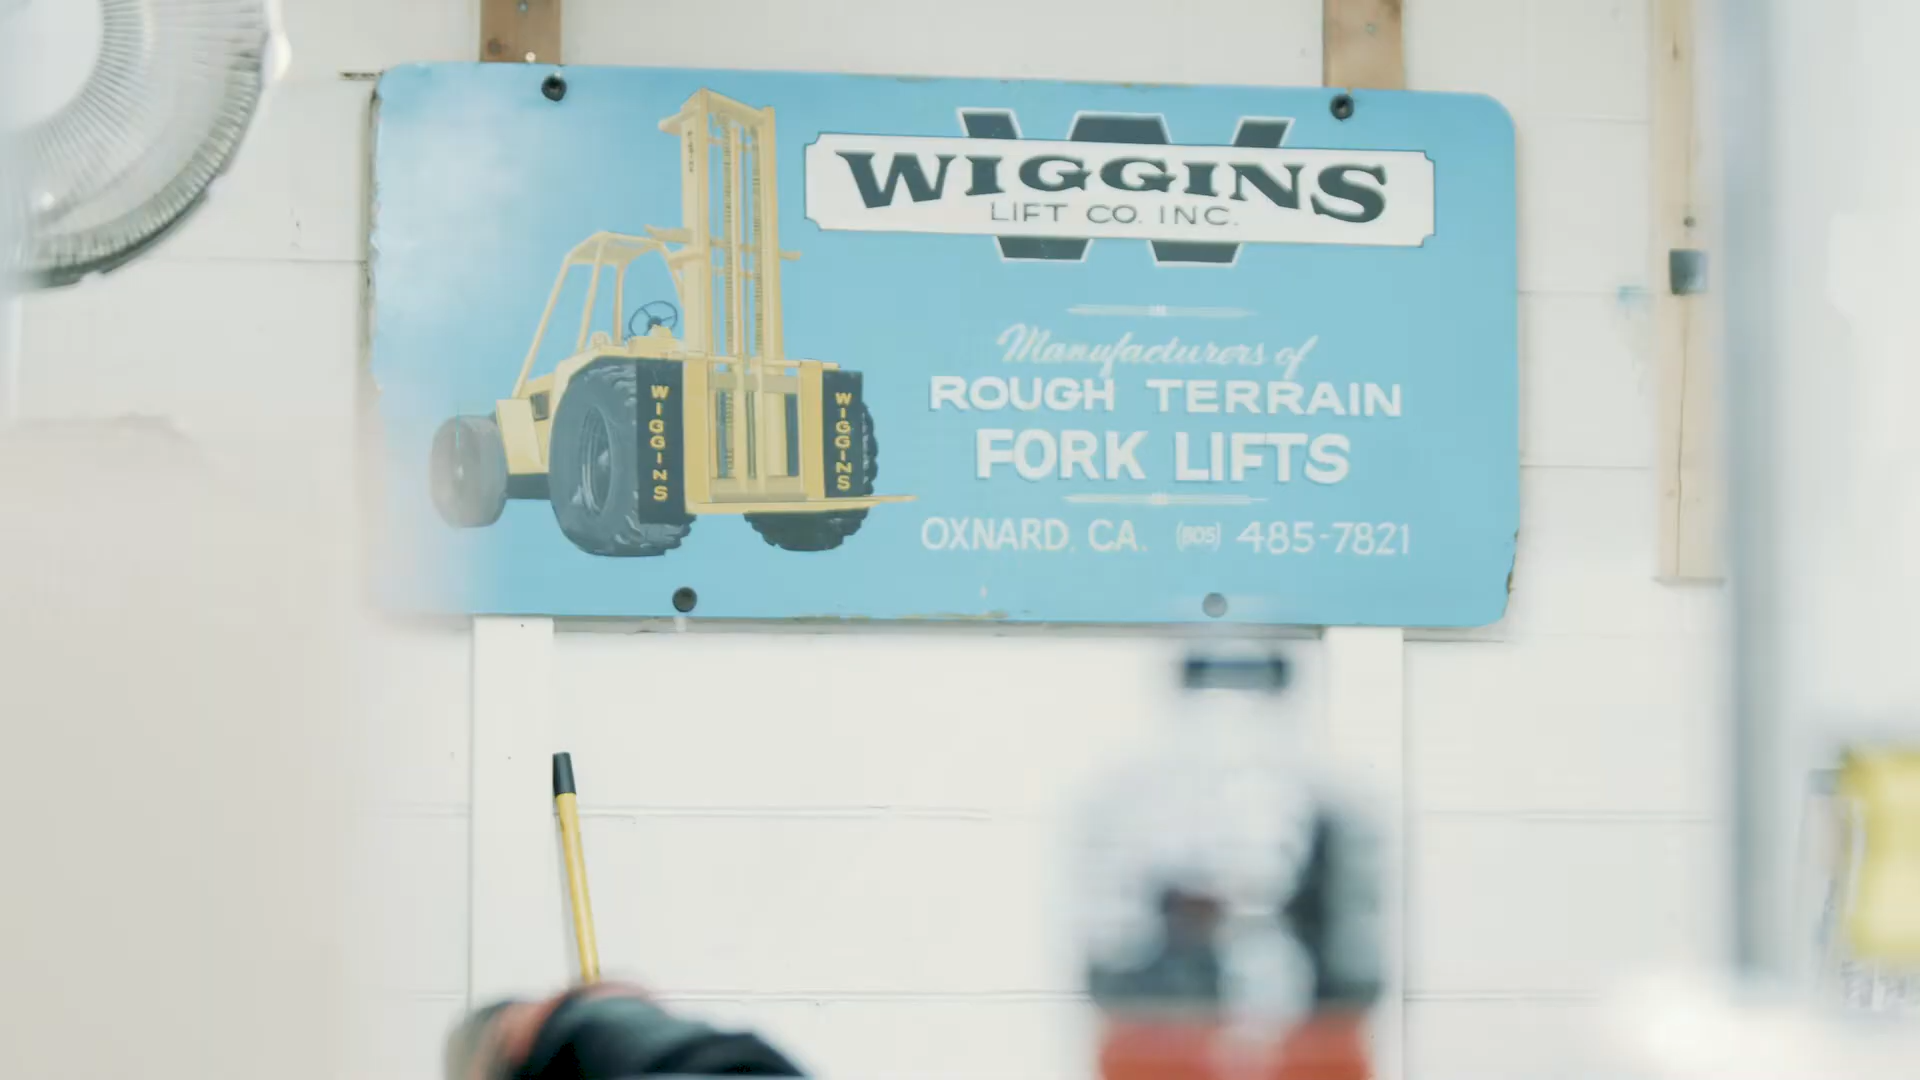 W
WIGGINS
LIFT CO. INC.
Manufacturers of
ROUGH TERRAIN
FORK LIFTS
OXNARD, CA. (805) 485-7821
WIGGINS
WIGGINS